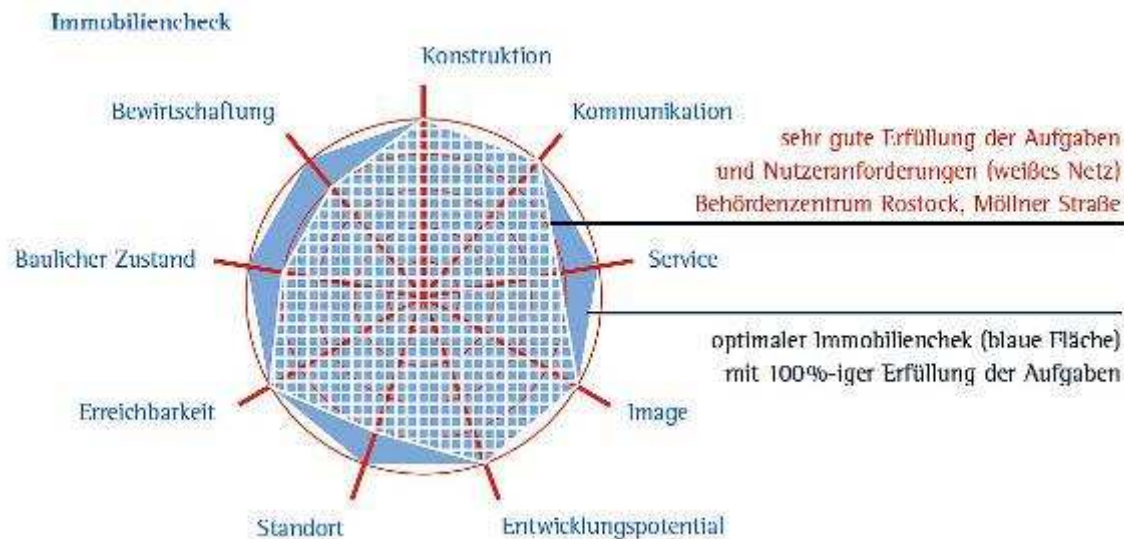 Immobiliencheck
Konstruktion
Bewirtschaftung
Kommunikation
sehr gute Erfüllung der Aufgaben
und Nutzeranforderungen (weißes Netz)
Behördenzentrum Rostock, Möllner Straße
Baulicher Zustand
Service
optimaler Immobilienchek (blaue Fläche)
mit 100%-iger Erfüllung der Aufgaben
Erreichbarkeit
Image
Standort
Entwicklungspotential